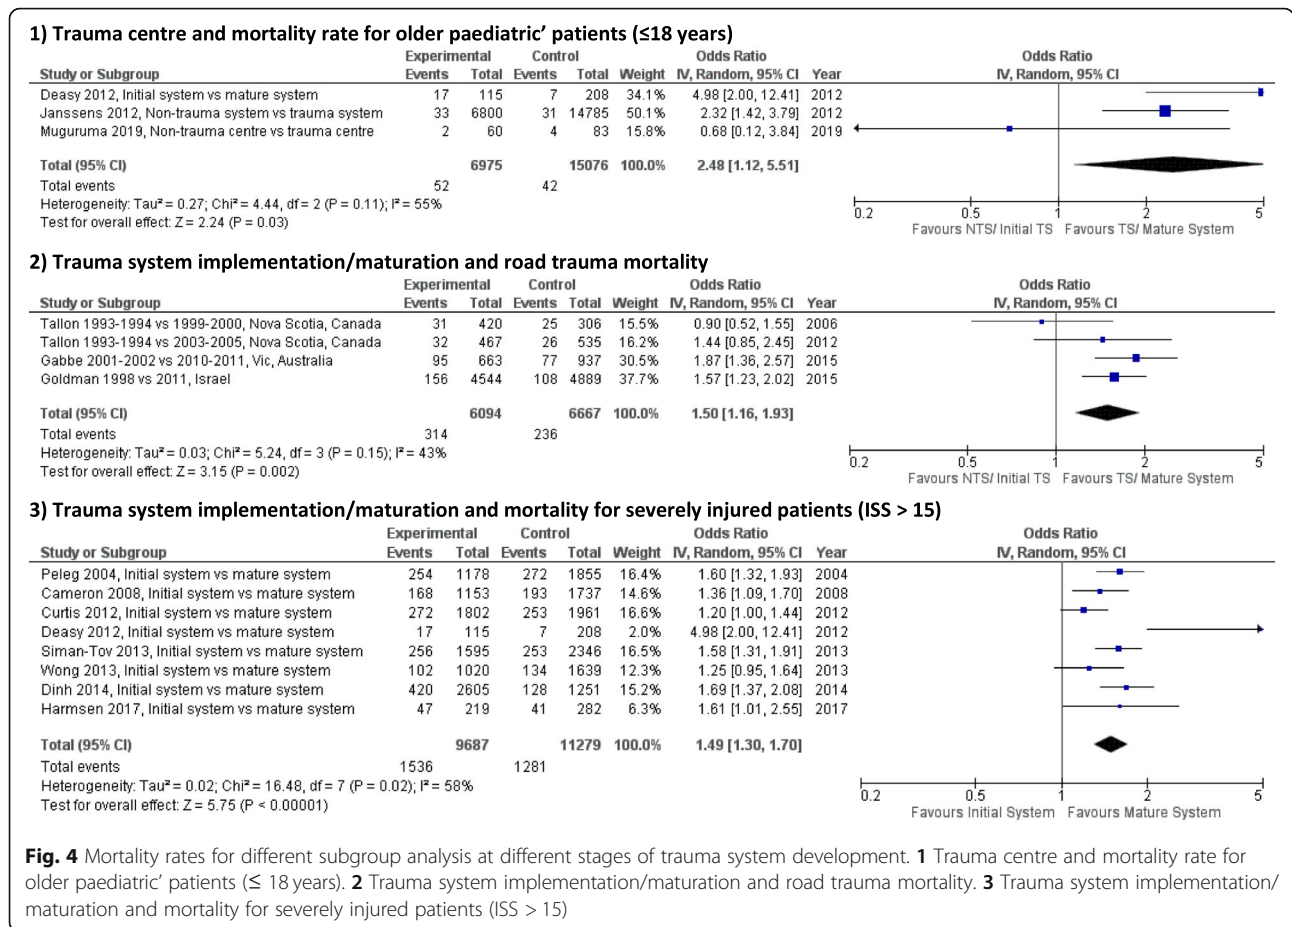 1) Trauma centre and mortality rate for older paediatric’ patients (≤18 years)
Experimental Control Odds Ratio Odds Ratio
Study or Subgroup Events Total Events Total Weight IV, Random, 95% CI Year IV, Random, 95% CI
Deasy 2012, Initial system vs mature system 17 115 7 208 34.1% 4.98 [2.00, 12.41] 2012
Janssens 2012, Non-trauma system vs trauma system 33 6800 31 14785 50.1% 2.32 [1.42, 3.79] 2012
Muguruma 2019, Non-trauma centre vs trauma centre 2 60 4 83 15.8% 0.68 [0.12, 3.84] 2019
Total (95% CI) 6975 15076 100.0% 2.48 [1.12, 5.51]
Total events 52 42
Heterogeneity: Tau² = 0.27; Chi² = 4.44, df = 2 (P = 0.11); I² = 55%
Test for overall effect: Z = 2.24 (P = 0.03)
0.2 0.5 1 2 5
Favours NTS/ Initial TS Favours TS/ Mature System
2) Trauma system implementation/maturation and road trauma mortality
Experimental Control Odds Ratio Odds Ratio
Study or Subgroup Events Total Events Total Weight IV, Random, 95% CI Year IV, Random, 95% CI
Tallon 1993-1994 vs 1999-2000, Nova Scotia, Canada 31 420 25 306 15.5% 0.90 [0.52, 1.55] 2006
Tallon 1993-1994 vs 2003-2005, Nova Scotia, Canada 32 467 26 535 16.2% 1.44 [0.85, 2.45] 2012
Gabbe 2001-2002 vs 2010-2011, Vic, Australia 95 663 77 937 30.5% 1.87 [1.36, 2.57] 2015
Goldman 1998 vs 2011, Israel 156 4544 108 4889 37.7% 1.57 [1.23, 2.02] 2015
Total (95% CI) 6094 6667 100.0% 1.50 [1.16, 1.93]
Total events 314 236
Heterogeneity: Tau² = 0.03; Chi² = 5.24, df = 3 (P = 0.15); I² = 43%
Test for overall effect: Z = 3.15 (P = 0.002)
0.2 0.5 1 2 5
Favours NTS/ Initial TS Favours TS/ Mature System
3) Trauma system implementation/maturation and mortality for severely injured patients (ISS > 15)
Experimental Control Odds Ratio Odds Ratio
Study or Subgroup Events Total Events Total Weight IV, Random, 95% CI Year IV, Random, 95% CI
Peleg 2004, Initial system vs mature system 254 1178 272 1855 16.4% 1.60 [1.32, 1.93] 2004
Cameron 2008, Initial system vs mature system 168 1153 193 1737 14.6% 1.36 [1.09, 1.70] 2008
Curtis 2012, Initial system vs mature system 272 1802 253 1961 16.6% 1.20 [1.00, 1.44] 2012
Deasy 2012, Initial system vs mature system 17 115 7 208 2.0% 4.98 [2.00, 12.41] 2012
Siman-Tov 2013, Initial system vs mature system 256 1595 253 2346 16.5% 1.58 [1.31, 1.91] 2013
Wong 2013, Initial system vs mature system 102 1020 134 1639 12.3% 1.25 [0.95, 1.64] 2013
Dinh 2014, Initial system vs mature system 420 2605 128 1251 15.2% 1.69 [1.37, 2.08] 2014
Harmsen 2017, Initial system vs mature system 47 219 41 282 6.3% 1.61 [1.01, 2.55] 2017
Total (95% CI) 9687 11279 100.0% 1.49 [1.30, 1.70]
Total events 1536 1281
Heterogeneity: Tau² = 0.02; Chi² = 16.48, df = 7 (P = 0.02); I² = 58%
Test for overall effect: Z = 5.75 (P < 0.00001)
0.2 0.5 1 2 5
Favours Initial System Favours Mature System
Fig. 4 Mortality rates for different subgroup analysis at different stages of trauma system development. 1 Trauma centre and mortality rate for
older paediatric’ patients (≤ 18 years). 2 Trauma system implementation/maturation and road trauma mortality. 3 Trauma system implementation/
maturation and mortality for severely injured patients (ISS > 15)